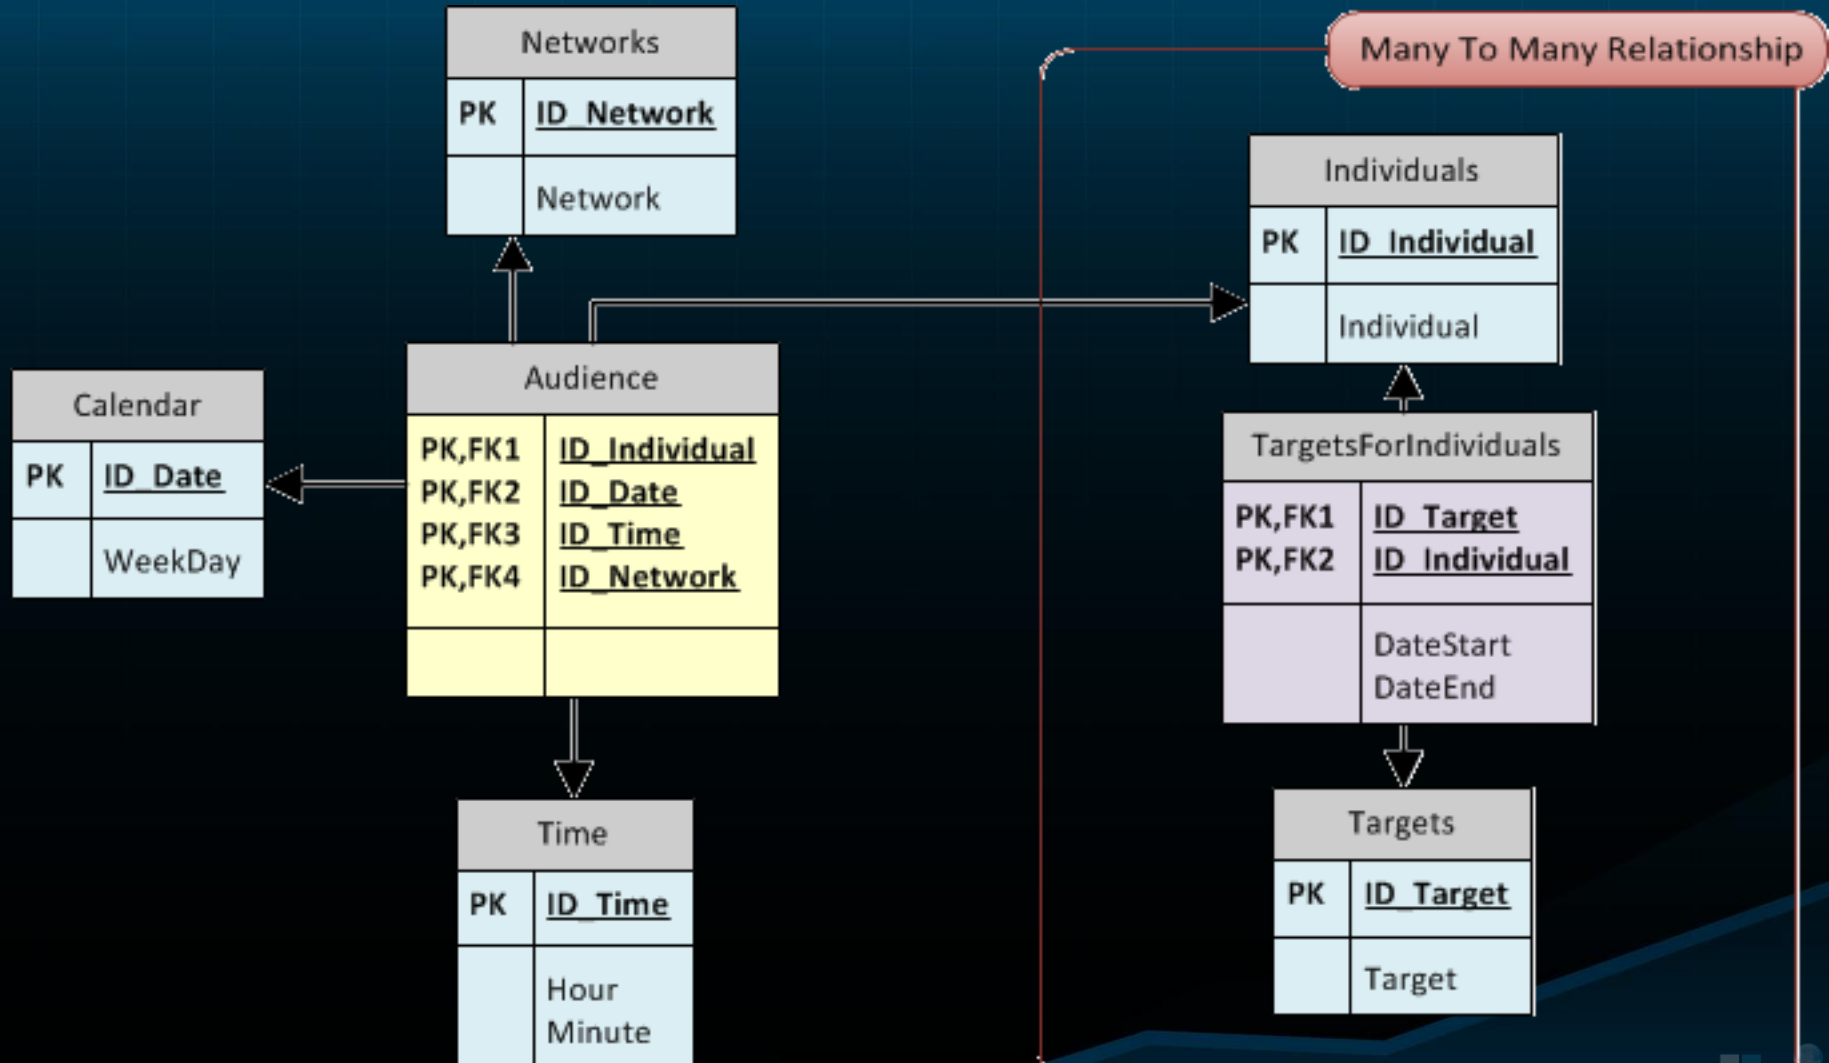 Networks
PK ID_Network
Network
Many To Many Relationship
Individuals
PK ID_Individual
Individual
Calendar
PK ID_Date
WeekDay
Audience
PK,FK1 ID_Individual
PK,FK2 ID_Date
PK,FK3 ID_Time
PK,FK4 ID_Network
TargetsForIndividuals
PK,FK1 ID_Target
PK,FK2 ID_Individual
DateStart
DateEnd
Time
PK ID_Time
Hour
Minute
Targets
PK ID_Target
Target